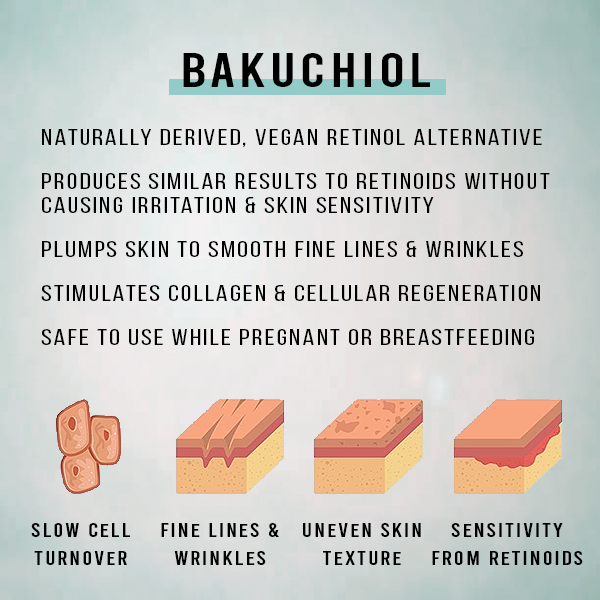 BAKUCHIOL
NATURALLY DERIVED, VEGAN RETINOL ALTERNATIVE
PRODUCES SIMILAR RESULTS TO RETINOIDS WITHOUT
CAUSING IRRITATION & SKIN SENSITIVITY
PLUMPS SKIN TO SMOOTH FINE LINES & WRINKLES
STIMULATES COLLAGEN & CELLULAR REGENERATION
SAFE TO USE WHILE PREGNANT OR BREASTFEEDING
SLOW CELL
TURNOVER
FINE LINES &
WRINKLES
UNEVEN SKIN
TEXTURE
SENSITIVITY
FROM RETINOIDS